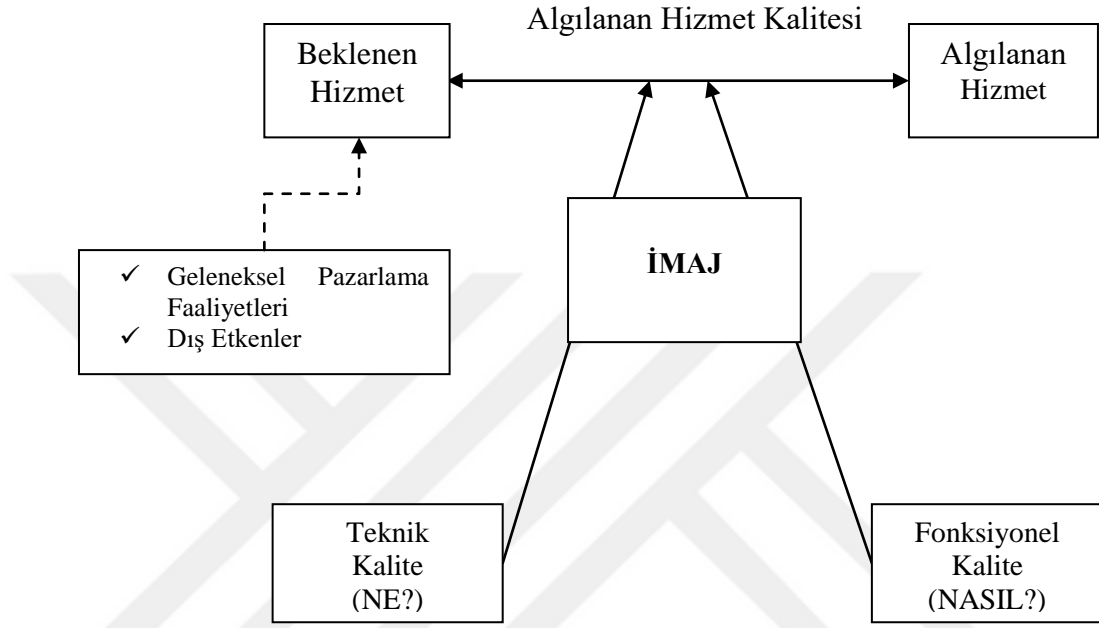 Algılanan Hizmet Kalitesi
Beklenen
Hizmet
Algılanan
Hizmet
✓ Geleneksel Pazarlama
Faaliyetleri
✓ Dış Etkenler
İMAJ
Teknik
Kalite
(NE?)
Fonksiyonel
Kalite
(NASIL?)